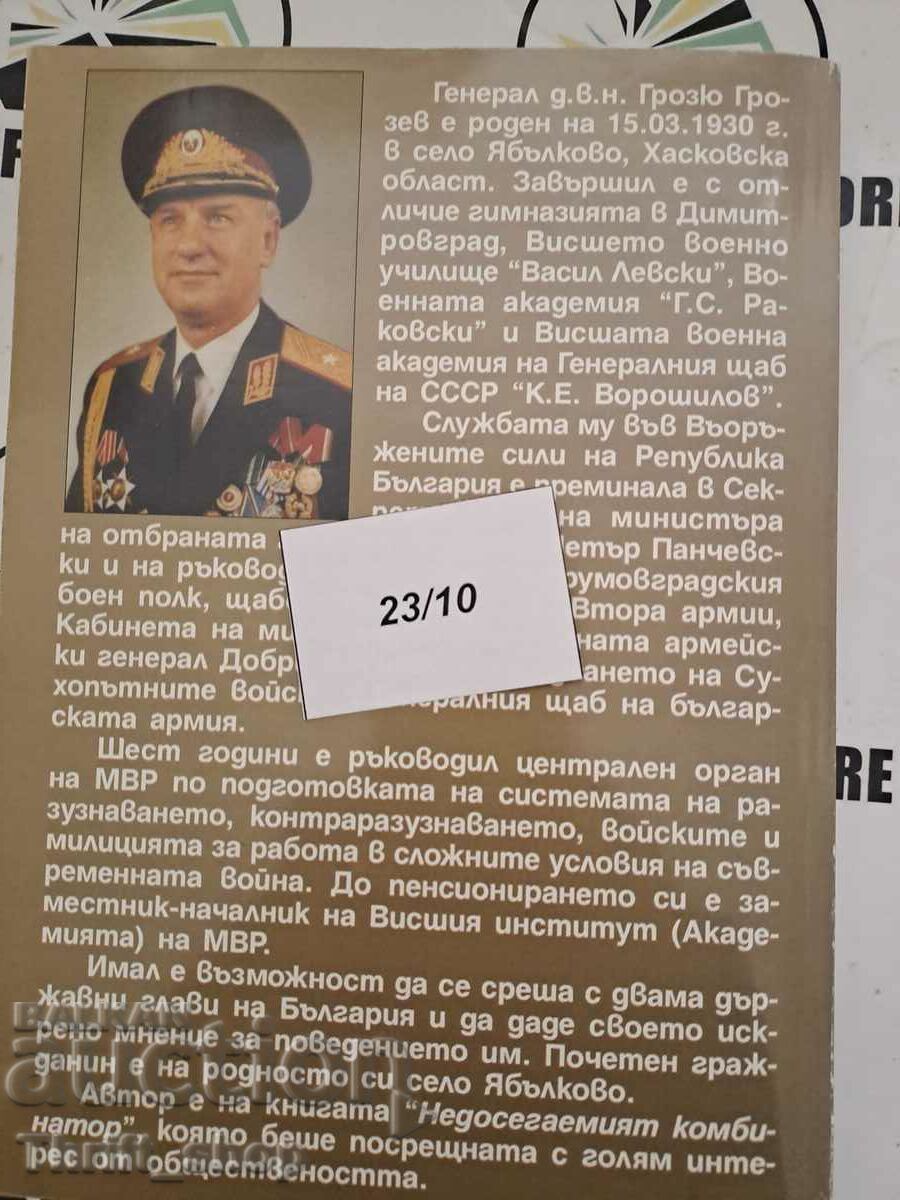 Генерал д.в.н. Грозю Гро-
зев е роден на 15.03.1930 г.
в село Ябълково, Хасковска
област. Завършил е с от-
личие гимназията в Димит-
ровград, Висшето военно
училище “Васил Левски”, Во-
енната академия “Г.С. Ра-
ковски” и Висшата военна
академия на Генералния щаб
на СССР “К.Е. Ворошилов”.
Службата му във Въоръ-
жените сили на Република
България е преминала в Сек-
на министъра
на отбраната Петър Панчевс-
ки и на румовградския
боен полк, щаб Втора армии,
Кабинета на ната армейс-
ки генерал Добр ването на Су-
хопътните войск нералния щаб на българ-
ската армия.
Шест години е ръководил централен орган
на МВР по подготовката на системата на ра-
зузнаването, контраразузнаването, войските и
милицията за работа в сложните условия на съв-
ременната война. До пенсионирането си е за-
местник-началник на Висшия институт (Акаде-
мията) на МВР.
Имал е възможност да се среща с двама дър-
жавни глави на България и да даде своето иск-
рено мнение за поведението им. Почетен граж-
данин е на родното си село Ябълково.
Автор е на книгата “Недосегаемият комби-
натор”, която беше посрещната с голям инте-
рес от обществеността.
23/10
BALKAN
auction
Thrift_shop